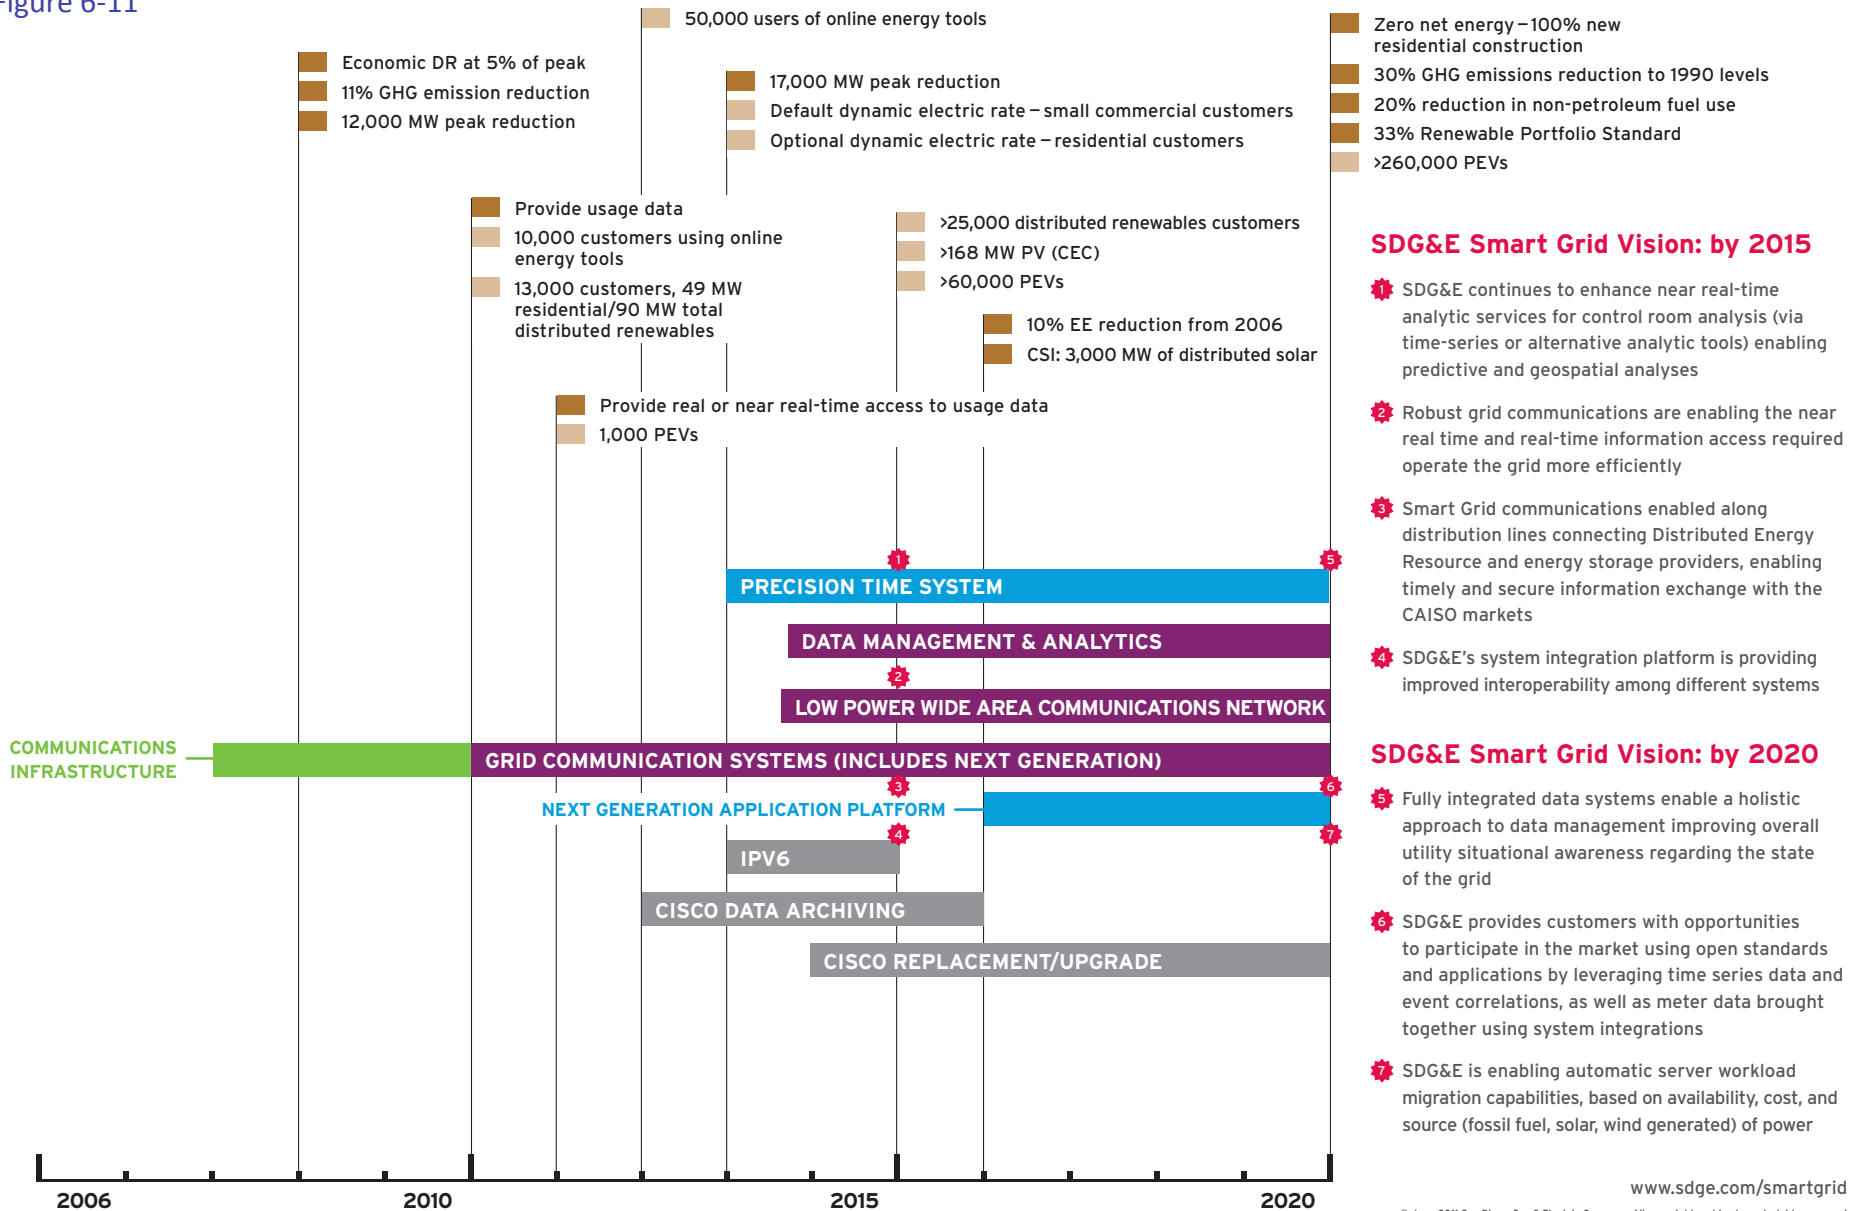 Figure 6-11
50,000 users of online energy tools
Economic DR at 5% of peak
11% GHG emission reduction
12,000 MW peak reduction
17,000 MW peak reduction
Default dynamic electric rate – small commercial customers
Optional dynamic electric rate – residential customers
Zero net energy – 100% new
residential construction
30% GHG emissions reduction to 1990 levels
20% reduction in non-petroleum fuel use
33% Renewable Portfolio Standard
>260,000 PEVs
Provide usage data
10,000 customers using online
energy tools
13,000 customers, 49 MW
residential/90 MW total
distributed renewables
>25,000 distributed renewables customers
>168 MW PV (CEC)
>60,000 PEVs
10% EE reduction from 2006
CSI: 3,000 MW of distributed solar
Provide real or near real-time access to usage data
1,000 PEVs
1
5
PRECISION TIME SYSTEM
DATA MANAGEMENT & ANALYTICS
2
LOW POWER WIDE AREA COMMUNICATIONS NETWORK
COMMUNICATIONS
INFRASTRUCTURE
GRID COMMUNICATION SYSTEMS (INCLUDES NEXT GENERATION)
3
6
NEXT GENERATION APPLICATION PLATFORM
4
7
IPV6
CISCO DATA ARCHIVING
CISCO REPLACEMENT/UPGRADE
2006
2010
2015
2020
SDG&E Smart Grid Vision: by 2015
1 SDG&E continues to enhance near real-time
analytic services for control room analysis (via
time-series or alternative analytic tools) enabling
predictive and geospatial analyses
2 Robust grid communications are enabling the near
real time and real-time information access required
operate the grid more efficiently
3 Smart Grid communications enabled along
distribution lines connecting Distributed Energy
Resource and energy storage providers, enabling
timely and secure information exchange with the
CAISO markets
4 SDG&E's system integration platform is providing
improved interoperability among different systems
SDG&E Smart Grid Vision: by 2020
5 Fully integrated data systems enable a holistic
approach to data management improving overall
utility situational awareness regarding the state
of the grid
6 SDG&E provides customers with opportunities
to participate in the market using open standards
and applications by leveraging time series data and
event correlations, as well as meter data brought
together using system integrations
7 SDG&E is enabling automatic server workload
migration capabilities, based on availability, cost, and
source (fossil fuel, solar, wind generated) of power
www.sdge.com/smartgrid